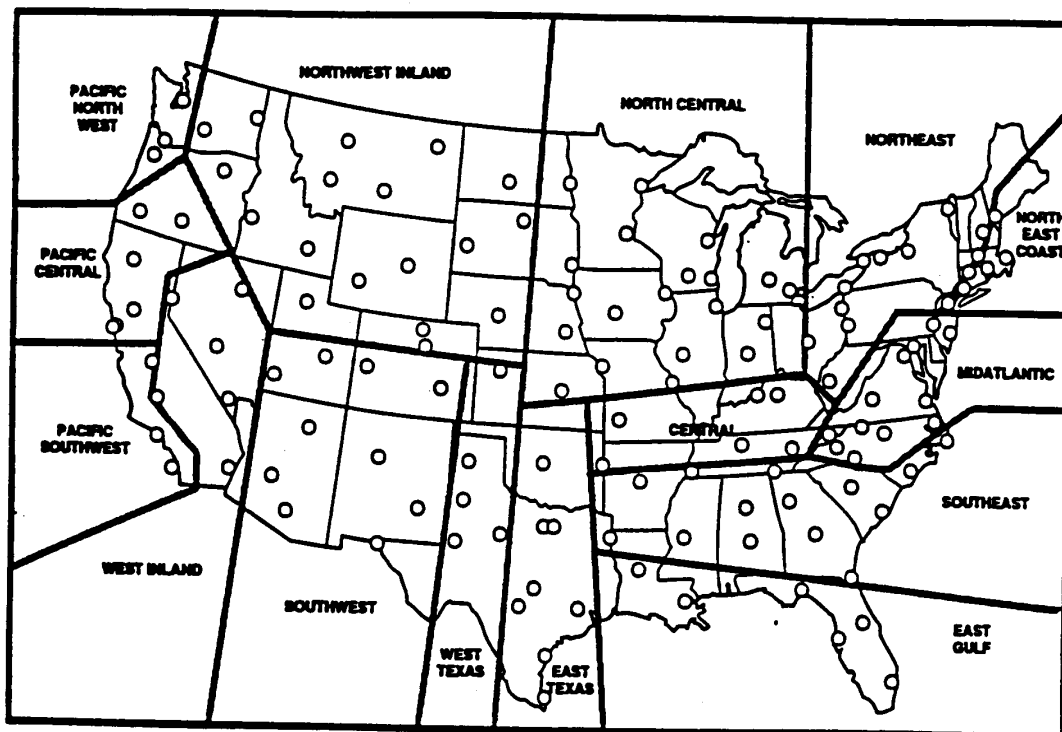 NORTHWEST INLAND
PACIFIC
NORTH
WEST
NORTH CENTRAL
NORTHEAST
NORTH
EAST
COAST
PACIFIC
CENTRAL
MIDATLANTIC
PACIFIC
SOUTHWEST
CENTRAL
SOUTHEAST
WEST INLAND
SOUTHWEST
WEST
TEXAS
EAST
TEXAS
EAST
GULF